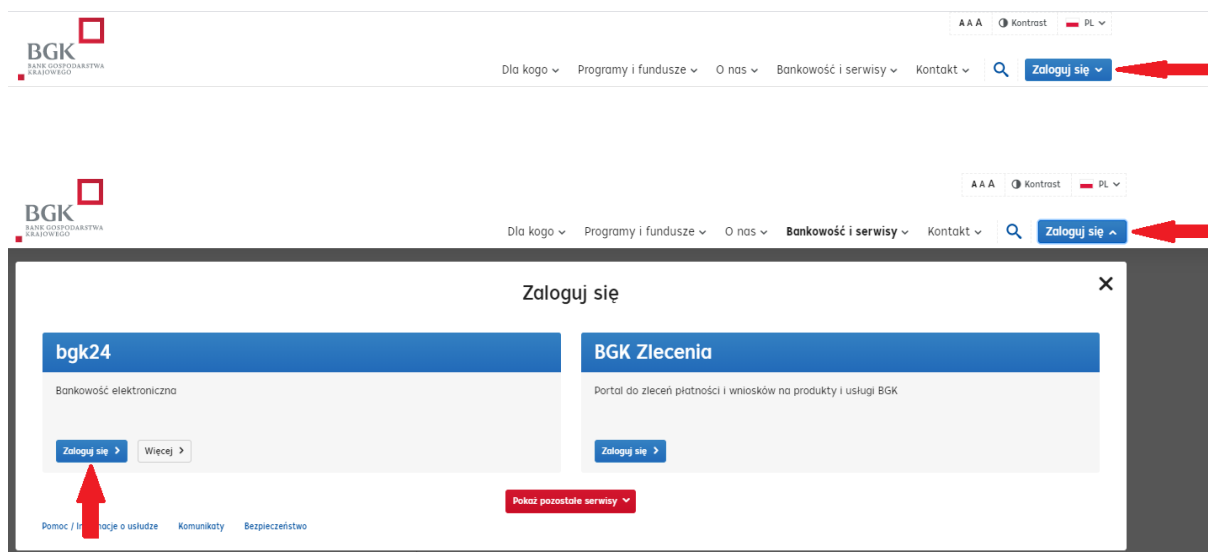 A A A Kontrast PL
BGK
BANK GOSPODARSTWA
KRAJOWEGO
Dla kogo Programy i fundusze O nas Bankowość i serwisy Kontakt Zaloguj się
A A A Kontrast PL
BGK
BANK GOSPODARSTWA
KRAJOWEGO
Dla kogo Programy i fundusze O nas Bankowość i serwisy Kontakt Zaloguj się
Zaloguj się
bgk24 BGK Zlecenia
Bankowość elektroniczna Portal do zleceń płatności i wniosków na produkty i usługi BGK
Zaloguj się Więcej Zaloguj się
Pokaż pozostałe serwisy
Pomoc / o usłudze Komunikaty Bezpieczeństwo